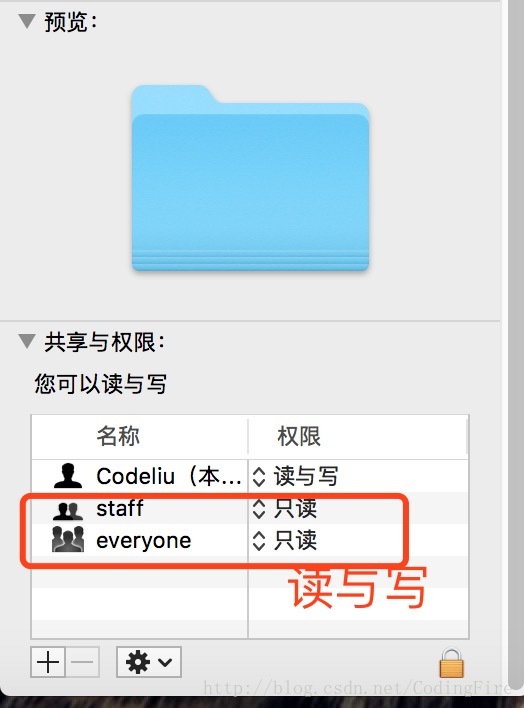 预览：
共享与权限：
您可以读与写
名称 权限
Codeliu（本… 读与写
staff 只读
everyone 只读
读与写
http://blog.csdn.net/CodingFire